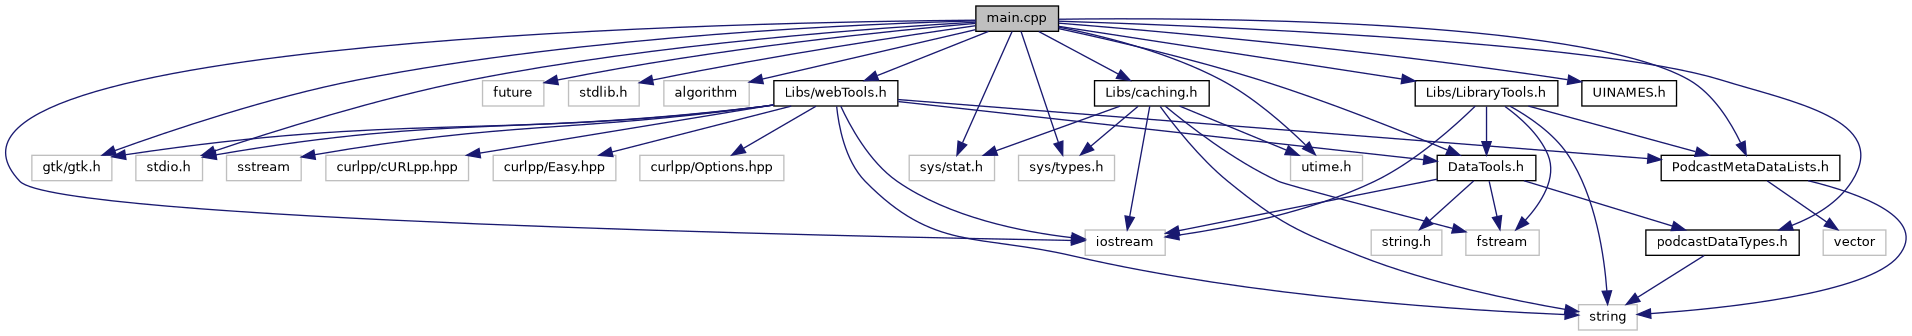 main.cpp
future
stdlib.h
algorithm
Libs/webTools.h
Libs/caching.h
Libs/LibraryTools.h
UINAMES.h
gtk/gtk.h
stdio.h
sstream
curlpp/cURLpp.hpp
curlpp/Easy.hpp
curlpp/Options.hpp
sys/stat.h
sys/types.h
utime.h
DataTools.h
PodcastMetaDataLists.h
iostream
string.h
fstream
podcastDataTypes.h
vector
string